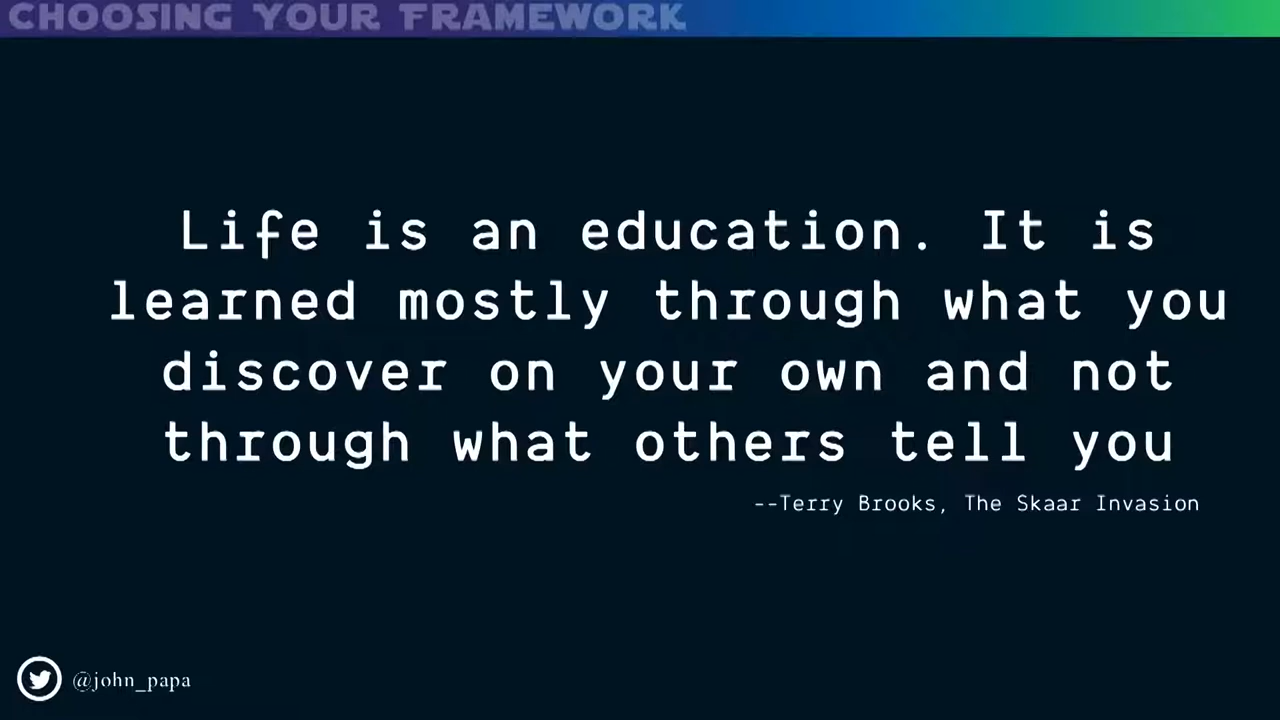 CHOOSING YOUR FRAMEWORK
Life is an education. It is
learned mostly through what you
discover on your own and not
through what others tell you
--Terry Brooks, The Skaar Invasion
@john_papa